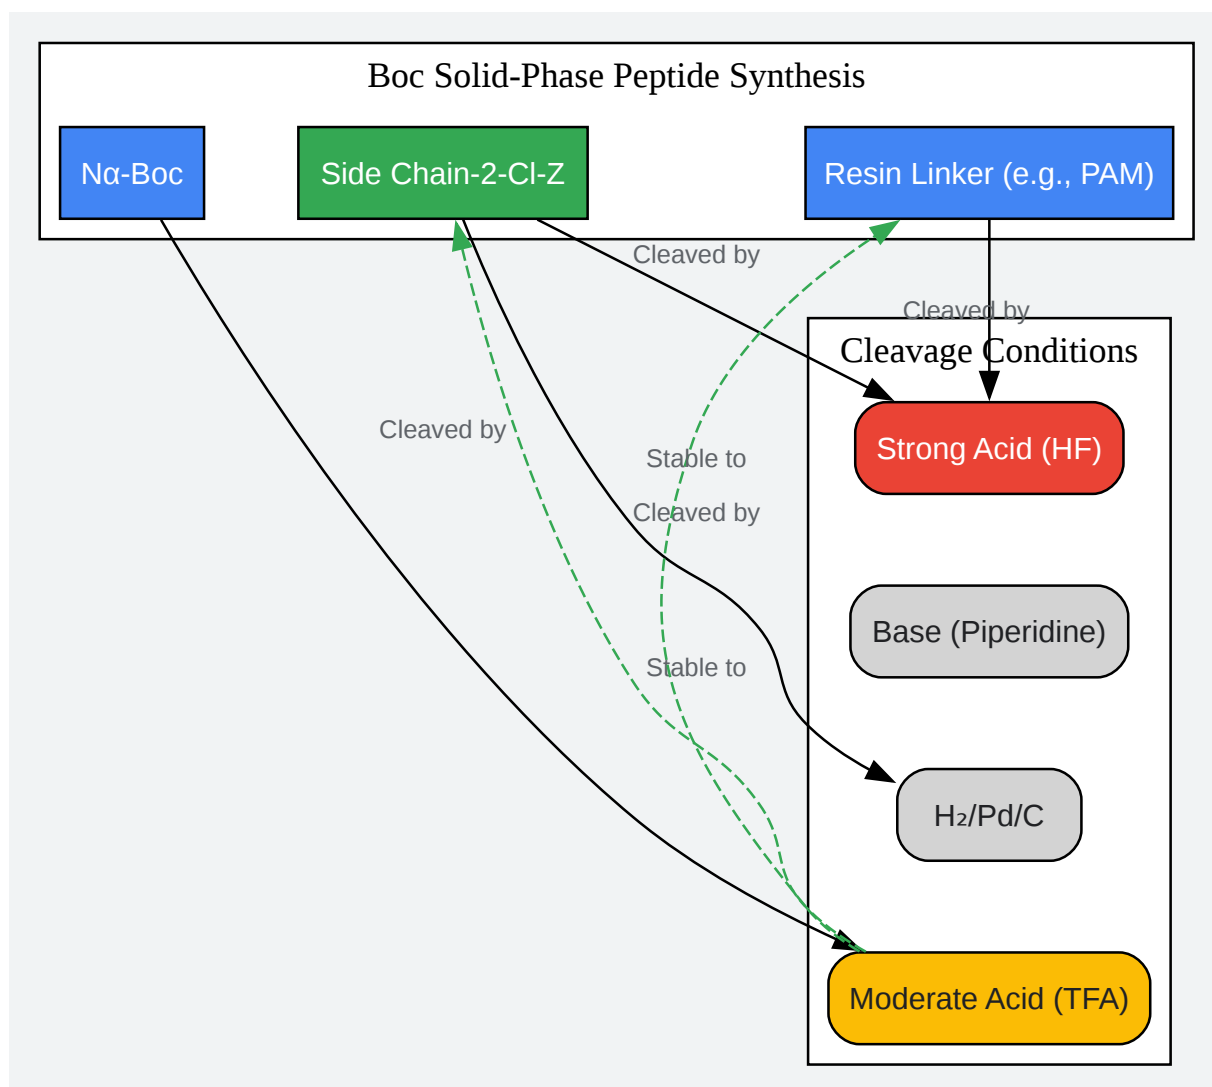 Boc Solid-Phase Peptide Synthesis
Nα-Boc
Side Chain-2-Cl-Z
Resin Linker (e.g., PAM)
Cleaved by
Cleaved by
Cleavage Conditions
Cleaved by
Strong Acid (HF)
Stable to
Cleaved by
Base (Piperidine)
Stable to
H₂/Pd/C
Moderate Acid (TFA)